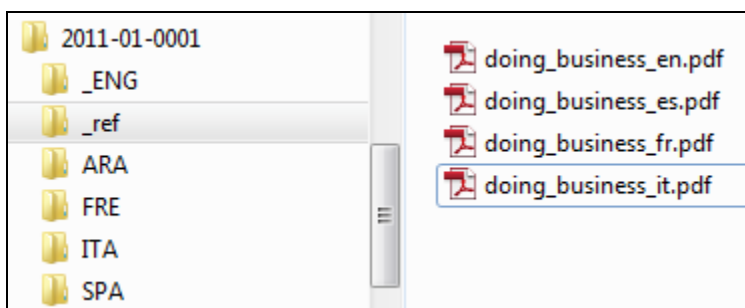 2011-01-0001
_ENG
_ref
ARA
FRE
ITA
SPA
doing_business_en.pdf
doing_business_es.pdf
doing_business_fr.pdf
doing_business_it.pdf